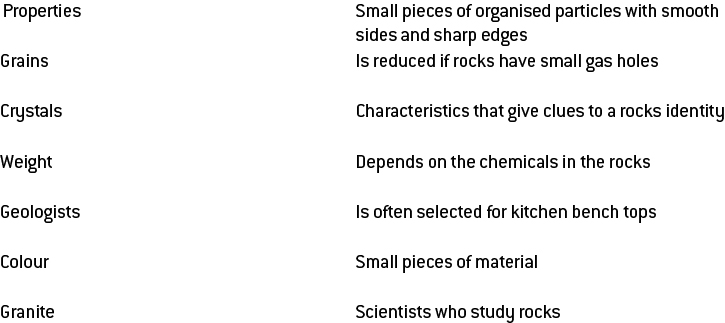 Properties Small pieces of organised particles with smooth
sides and sharp edges
Grains Is reduced if rocks have small gas holes
Crystals Characteristics that give clues to a rocks identity
Weight Depends on the chemicals in the rocks
Geologists Is often selected for kitchen bench tops
Colour Small pieces of material
Granite Scientists who study rocks